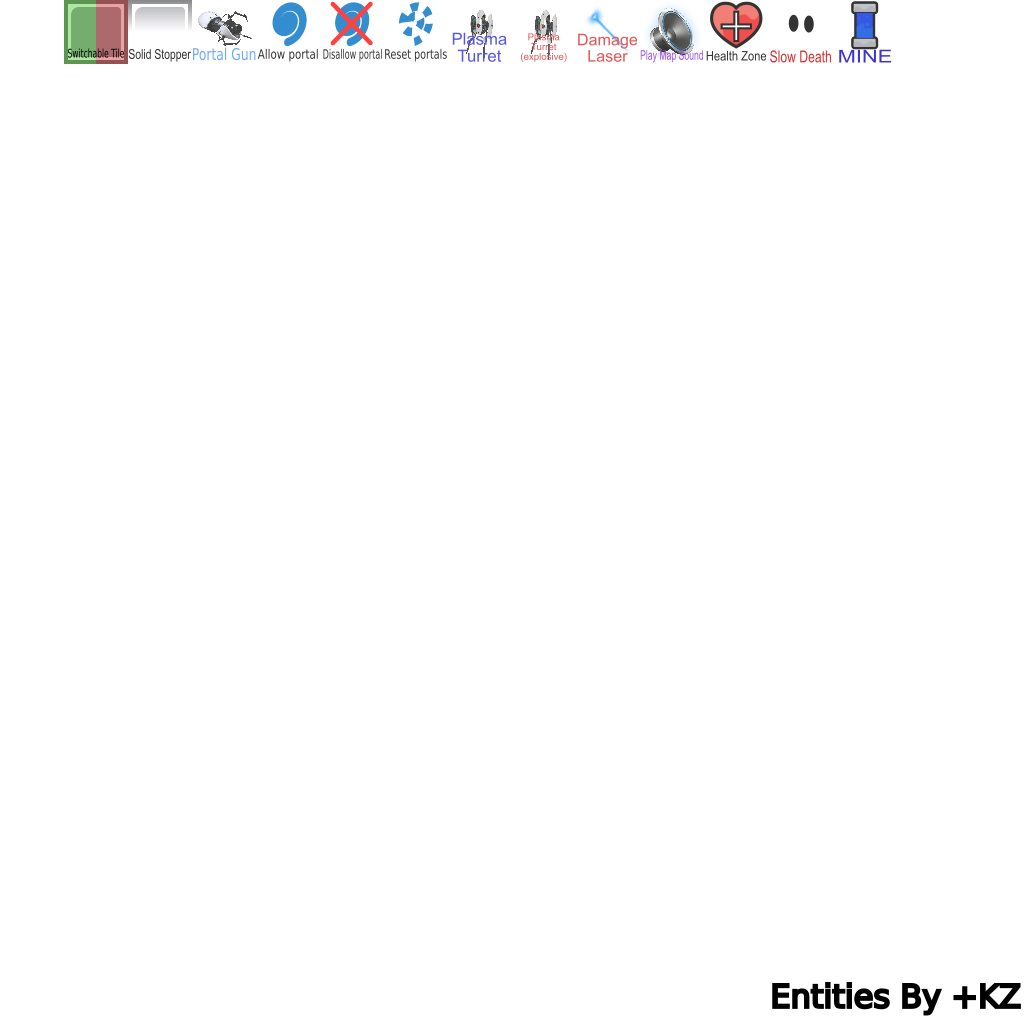 Switchable Tile
Solid Stopper
Portal Gun
Allow portal
Disallow portal
Reset portals
Plasma
Turret
Plasma
Turret
(explosive)
Damage
Laser
Play Map Sound
Health Zone
Slow Death
MINE
Entities By +KZ